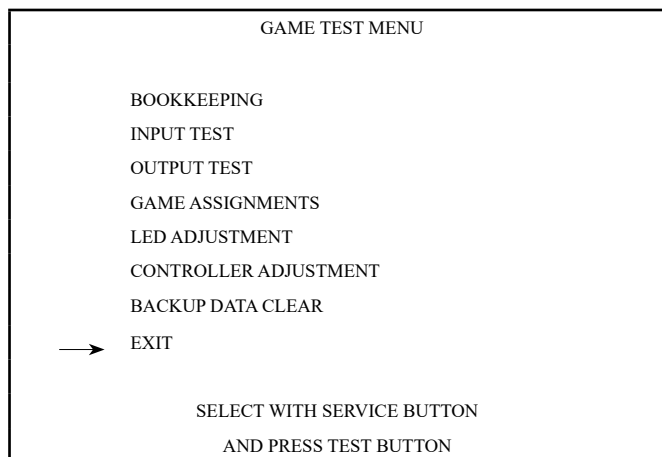 GAME TEST MENU
BOOKKEEPING
INPUT TEST
OUTPUT TEST
GAME ASSIGNMENTS
LED ADJUSTMENT
CONTROLLER ADJUSTMENT
BACKUP DATA CLEAR
EXIT
SELECT WITH SERVICE BUTTON
AND PRESS TEST BUTTON